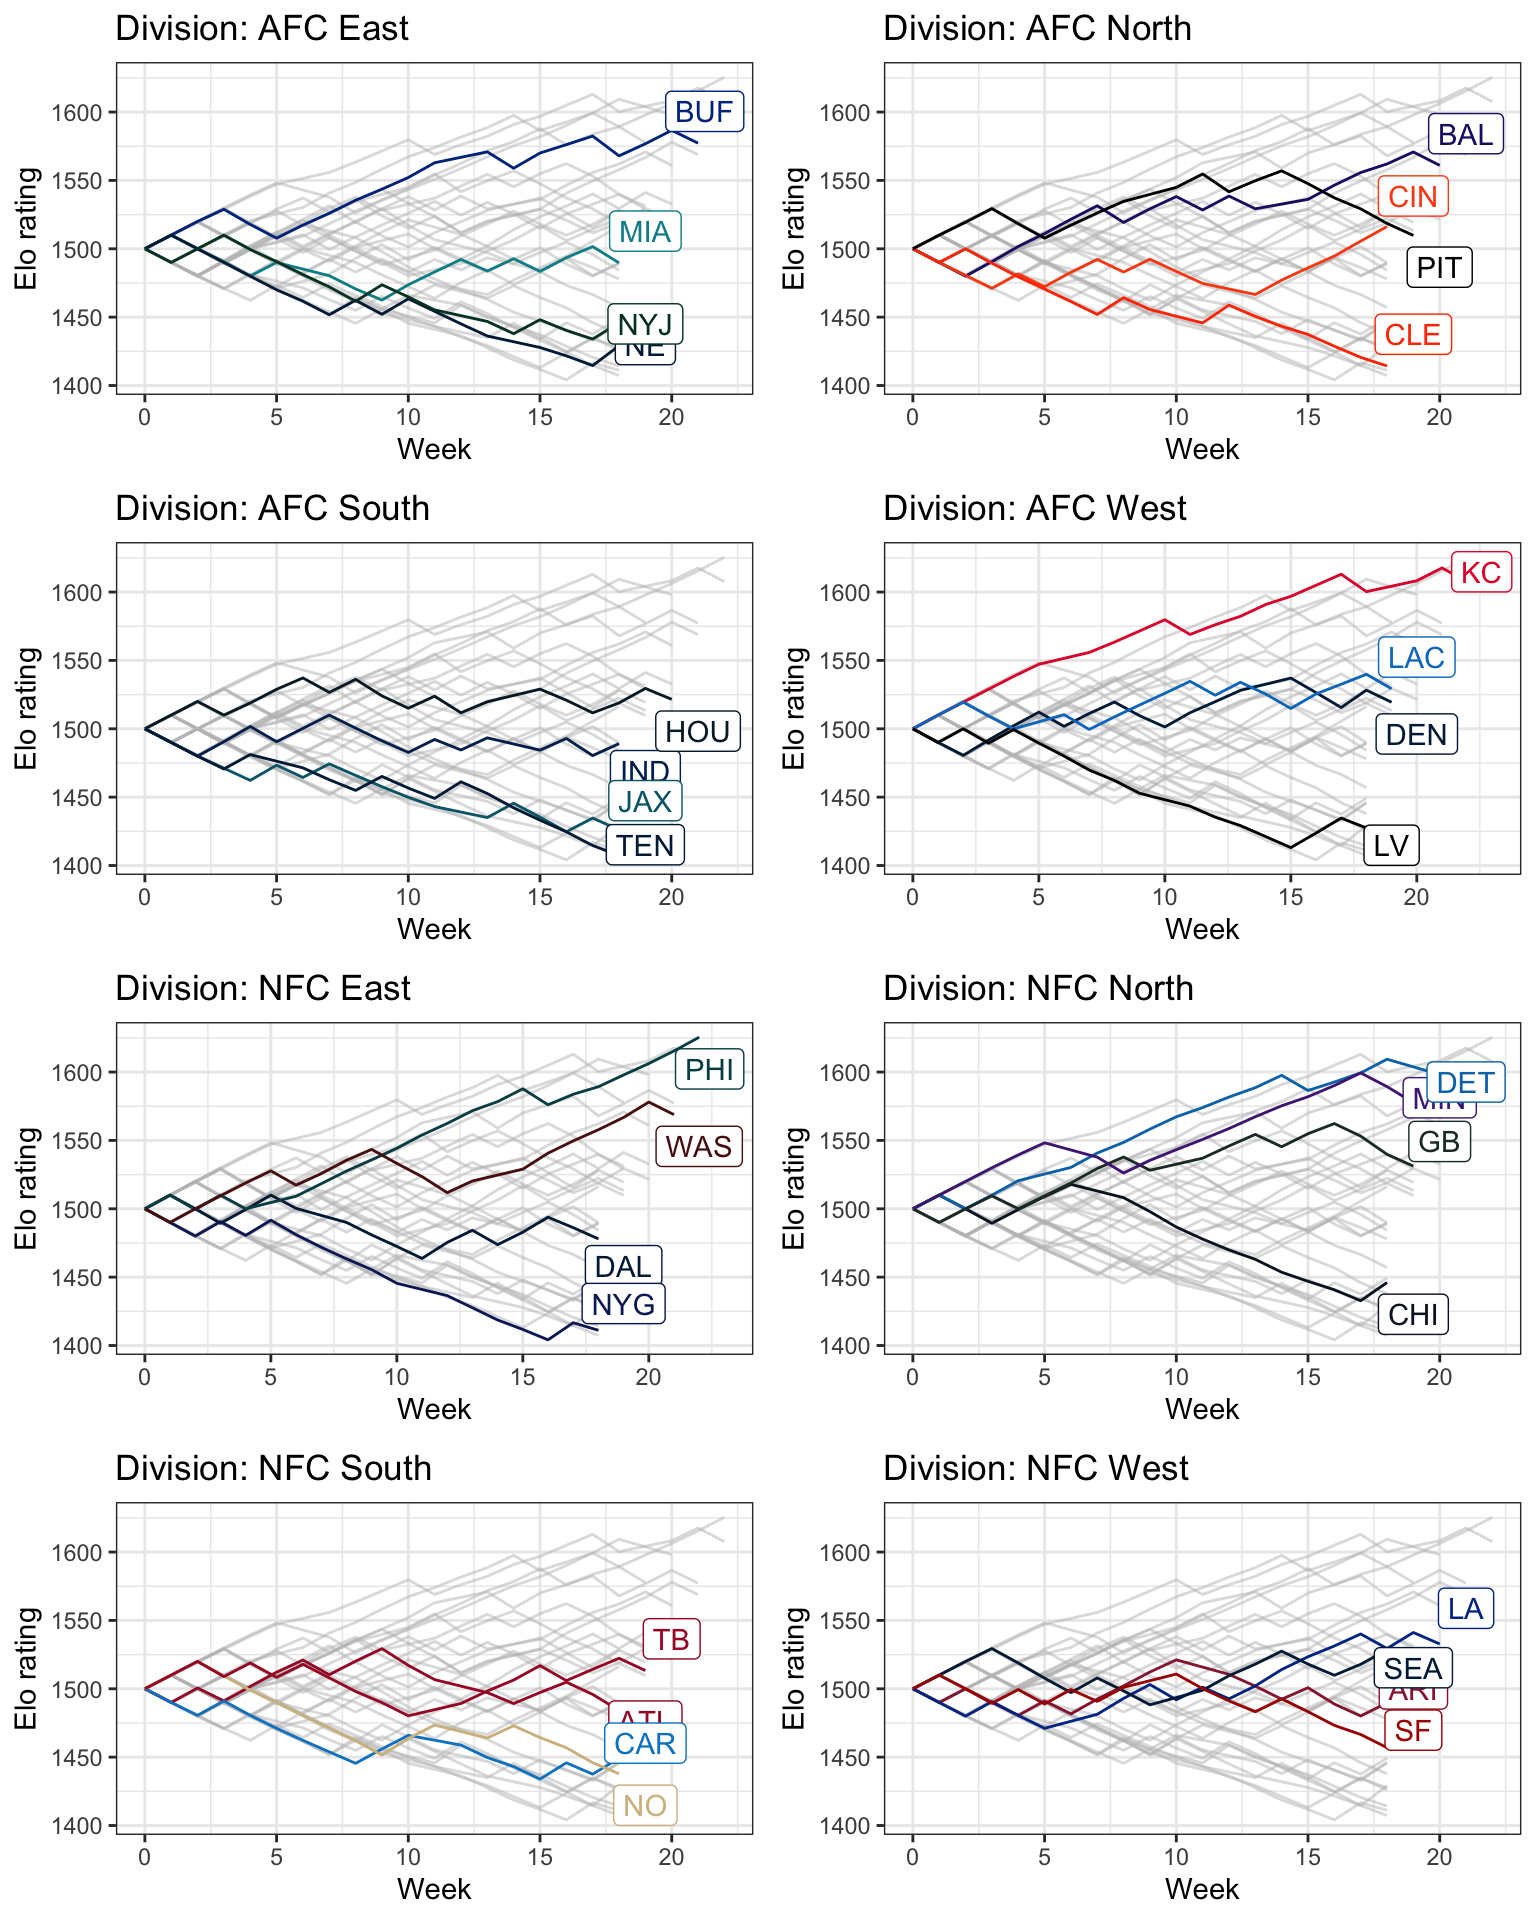 Division: AFC East
Elo rating
1600
1550
1500
1450
1400
BUF
MIA
NYJ
NE
0 5 10 15 20
Week
Division: AFC North
Elo rating
1600
1550
1500
1450
1400
BAL
CIN
PIT
CLE
0 5 10 15 20
Week
Division: AFC South
Elo rating
1600
1550
1500
1450
1400
HOU
IND
JAX
TEN
0 5 10 15 20
Week
Division: AFC West
Elo rating
1600
1550
1500
1450
1400
KC
LAC
DEN
LV
0 5 10 15 20
Week
Division: NFC East
Elo rating
1600
1550
1500
1450
1400
PHI
WAS
DAL
NYG
0 5 10 15 20
Week
Division: NFC North
Elo rating
1600
1550
1500
1450
1400
DET
MIN
GB
CHI
0 5 10 15 20
Week
Division: NFC South
Elo rating
1600
1550
1500
1450
1400
TB
ATL
CAR
NO
0 5 10 15 20
Week
Division: NFC West
Elo rating
1600
1550
1500
1450
1400
LA
SEA
ARI
SF
0 5 10 15 20
Week